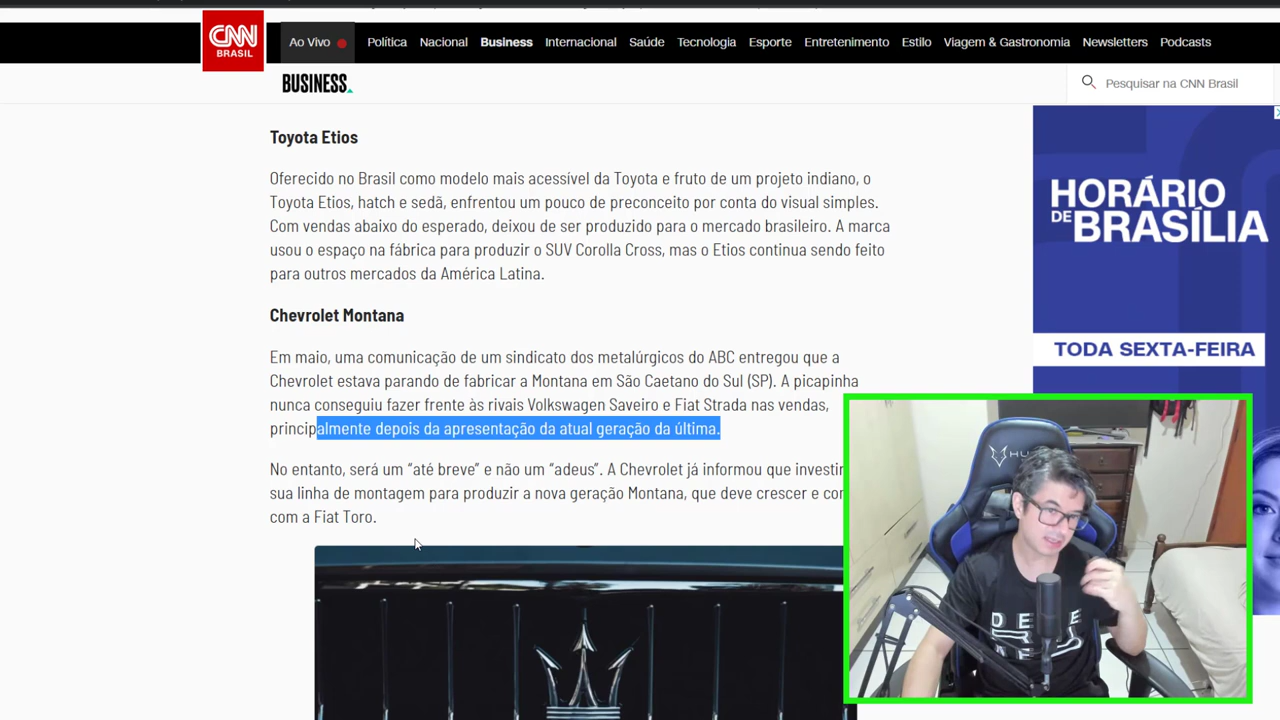 CNN
BRASIL
Ao Vivo
Política
Nacional
Business
Internacional
Saúde
Tecnologia
Esporte
Entretenimento
Estilo
Viagem & Gastronomia
Newsletters
Podcasts
BUSINESS
Pesquisar na CNN Brasil
Toyota Etios
Oferecido no Brasil como modelo mais acessível da Toyota e fruto de um projeto indiano, o
Toyota Etios, hatch e sedã, enfrentou um pouco de preconceito por conta do visual simples.
Com vendas abaixo do esperado, deixou de ser produzido para o mercado brasileiro. A marca
usou o espaço na fábrica para produzir o SUV Corolla Cross, mas o Etios continua sendo feito
para outros mercados da América Latina.
Chevrolet Montana
Em maio, uma comunicação de um sindicato dos metalúrgicos do ABC entregou que a
Chevrolet estava parando de fabricar a Montana em São Caetano do Sul (SP). A picapinha
nunca conseguiu fazer frente às rivais Volkswagen Saveiro e Fiat Strada nas vendas,
principalmente depois da apresentação da atual geração da última.
No entanto, será um “até breve” e não um “adeus”. A Chevrolet já informou que
sua linha de montagem para produzir a nova geração Montana, que deve crescer e
com a Fiat Toro.
HORÁRIO
DE BRASÍLIA
TODA SEXTA-FEIRA